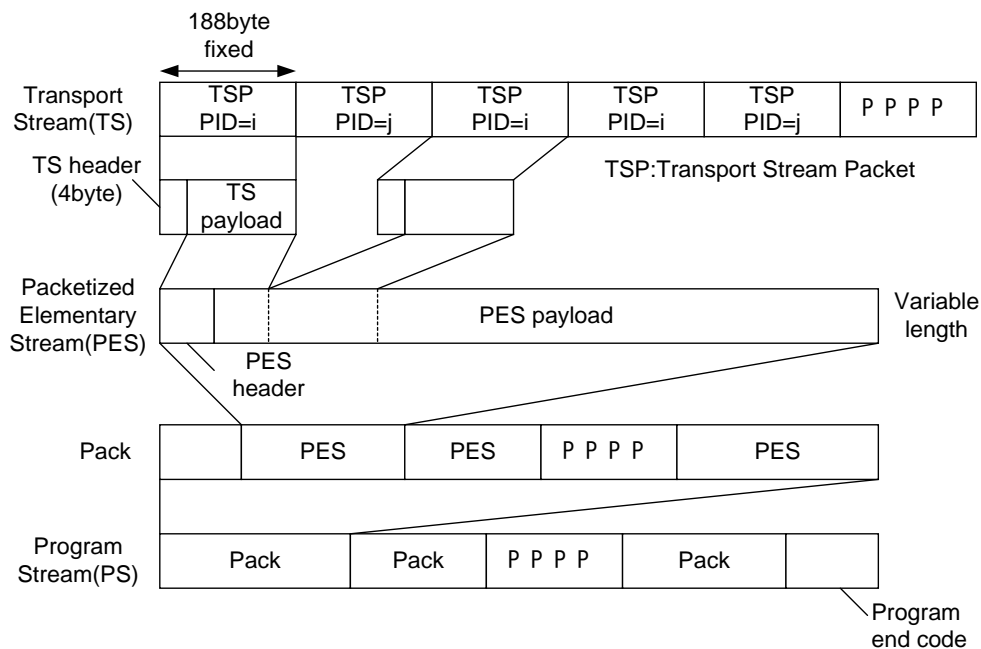 188byte
fixed
Transport
Stream(TS)
TSP
PID=i
TSP
PID=j
TSP
PID=i
TSP
PID=i
TSP
PID=j
P P P P
TS header
(4byte)
TS
payload
TSP:Transport Stream Packet
Packetized
Elementary
Stream(PES)
PES payload
Variable
length
PES
header
Pack
PES
PES
P P P P
PES
Program
Stream(PS)
Pack
Pack
P P P P
Pack
Program
end code